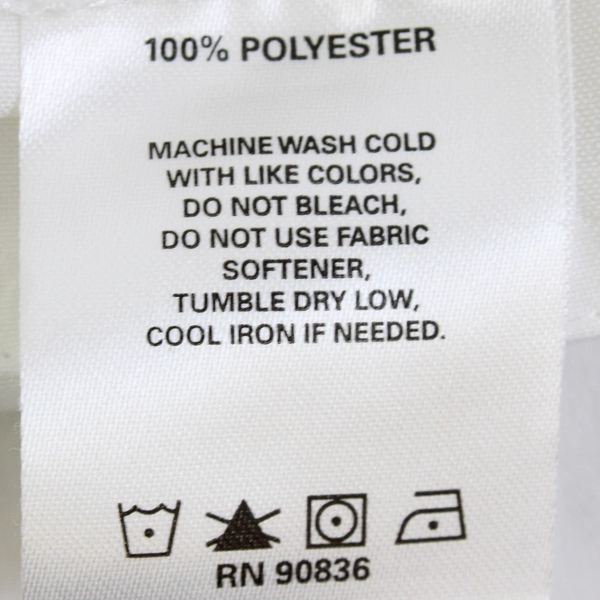 100% POLYESTER
MACHINE WASH COLD
WITH LIKE COLORS,
DO NOT BLEACH,
DO NOT USE FABRIC
SOFTENER,
TUMBLE DRY LOW,
COOL IRON IF NEEDED.
RN 90836